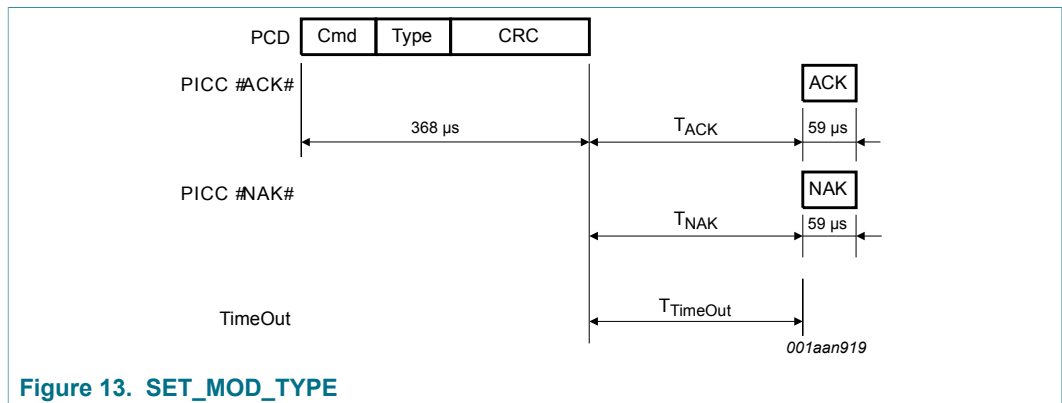 PCD Cmd Type CRC
PICC #ACK# ACK
368 µs TACK 59 µs
PICC #NAK# NAK
TNAK 59 µs
TTimeOut
TimeOut
001aan919
Figure 13. SET_MOD_TYPE